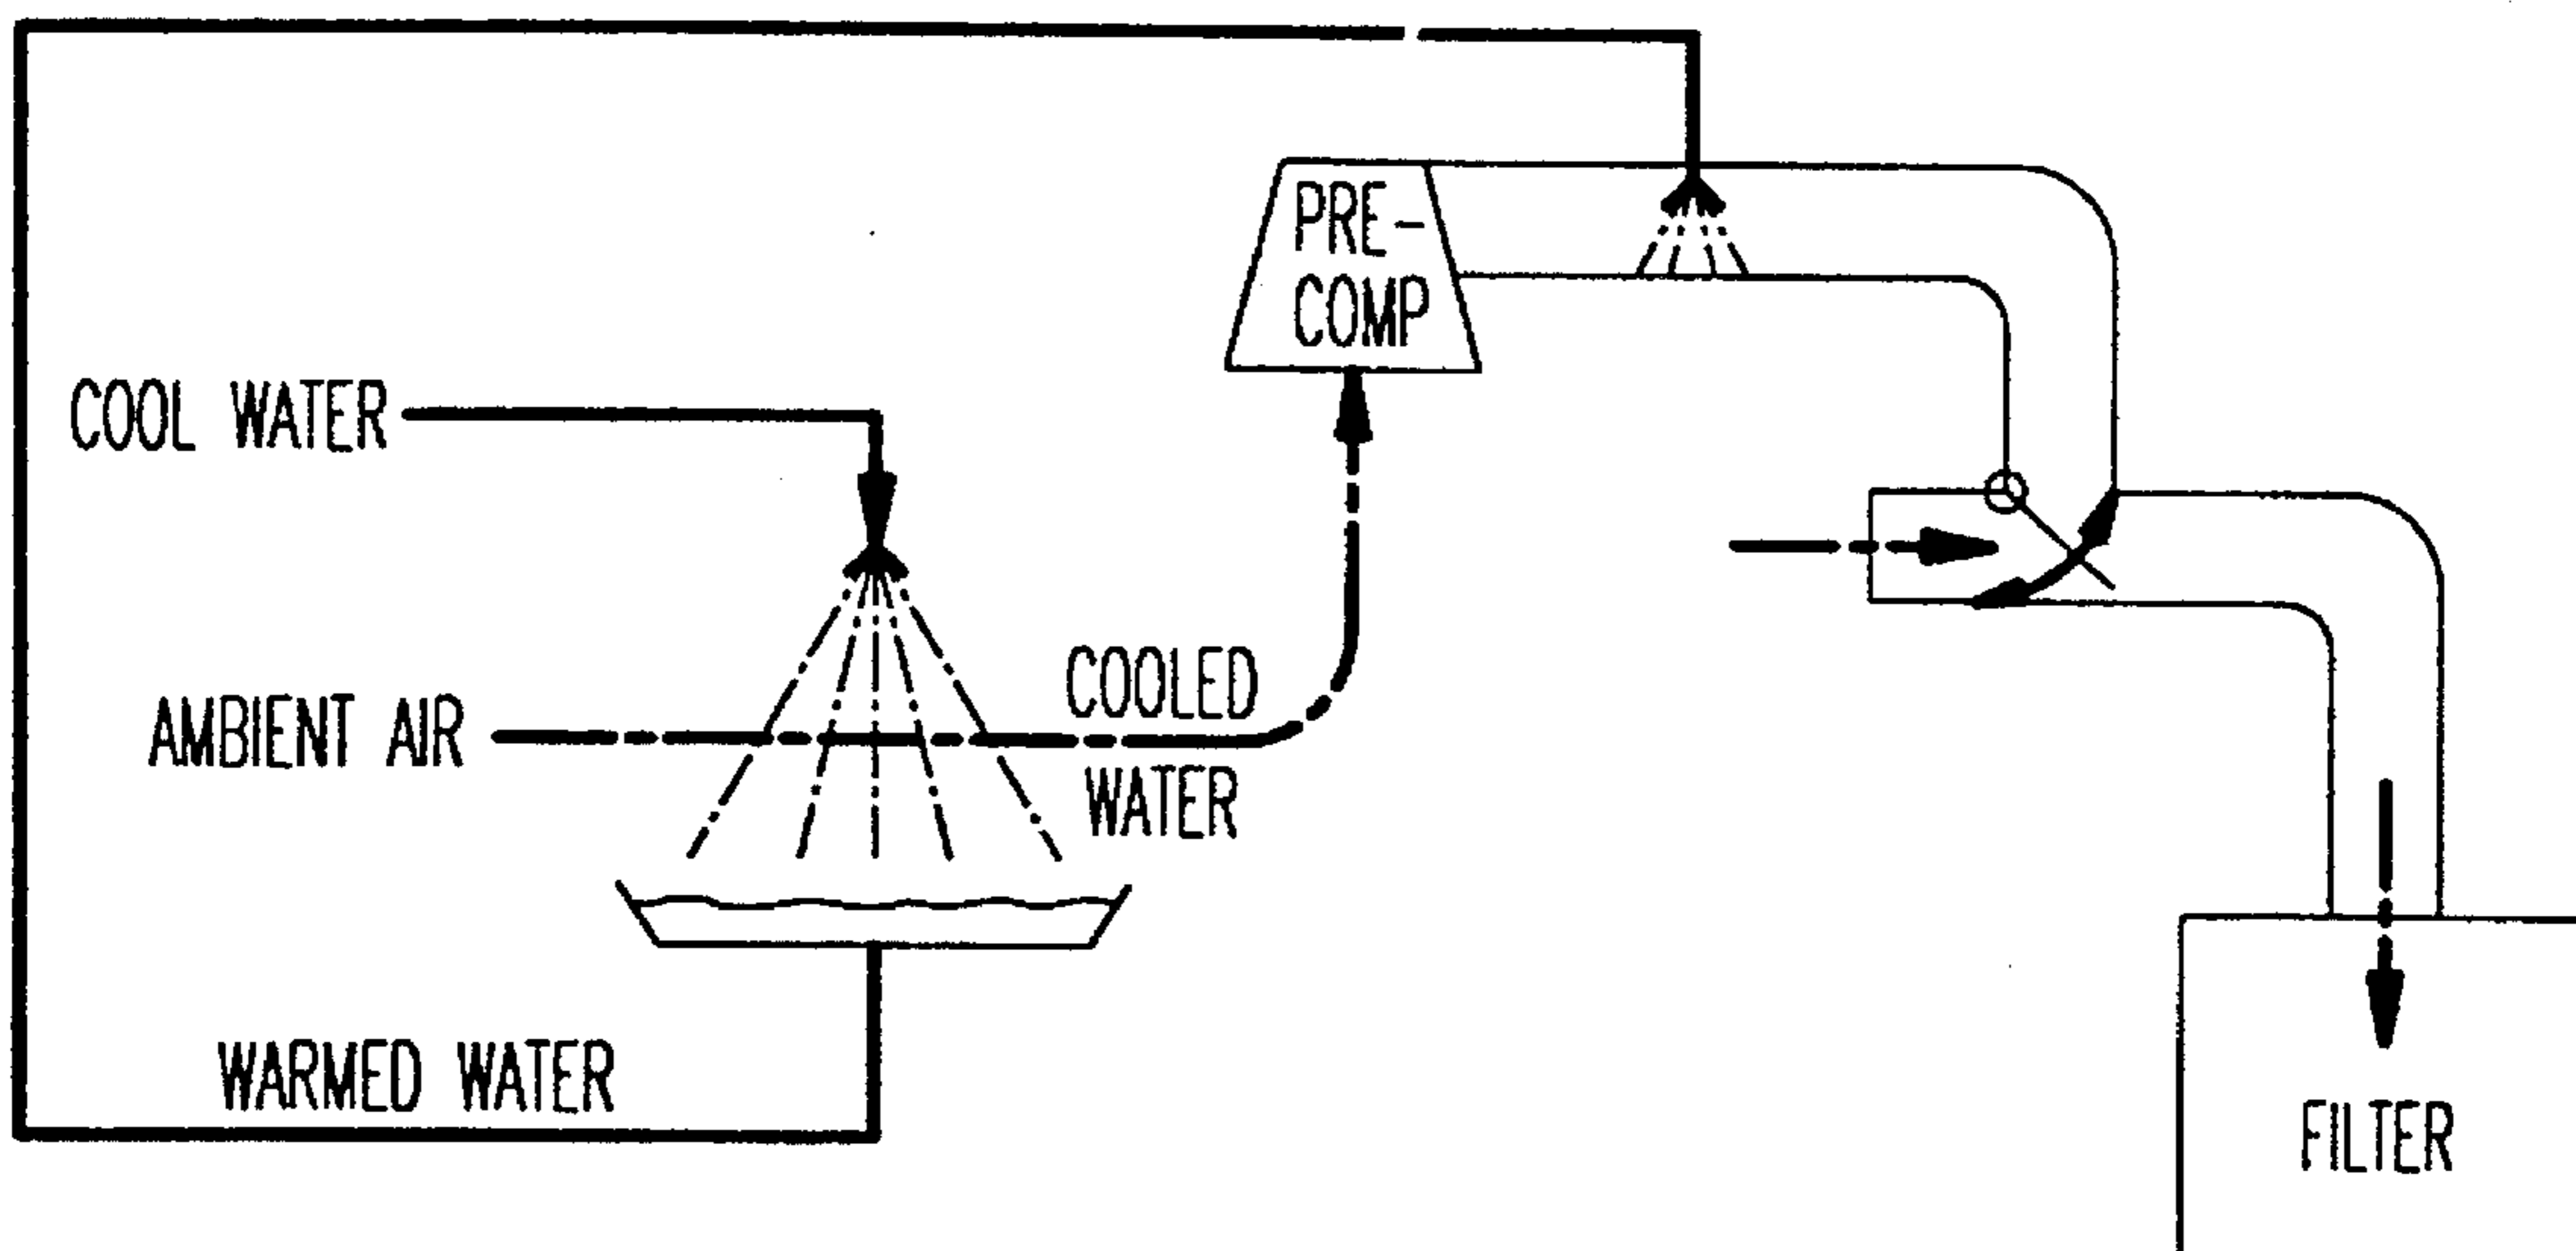 PRE-
COMP
COOL WATER
COOLED
AMBIENT AIR
WATER
WARMED WATER
FILTER